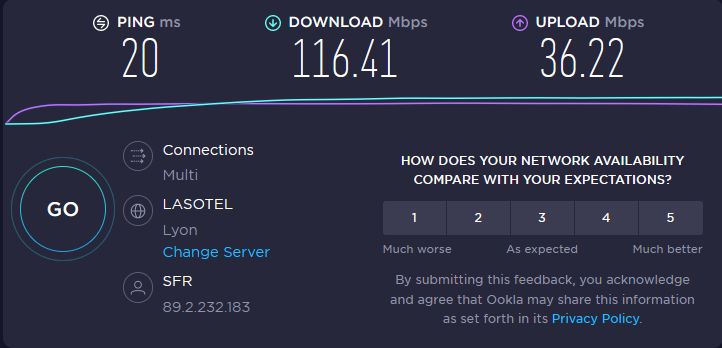 PING ms
DOWNLOAD Mbps
UPLOAD Mbps
20
116.41
36.22
GO
Connections
Multi
LASOTEL
Lyon
Change Server
SFR
89.2.232.183
HOW DOES YOUR NETWORK AVAILABILITY
COMPARE WITH YOUR EXPECTATIONS?
1 2 3 4 5
Much worse As expected Much better
By submitting this feedback, you acknowledge
and agree that Ookla may share this information
as set forth in its Privacy Policy.